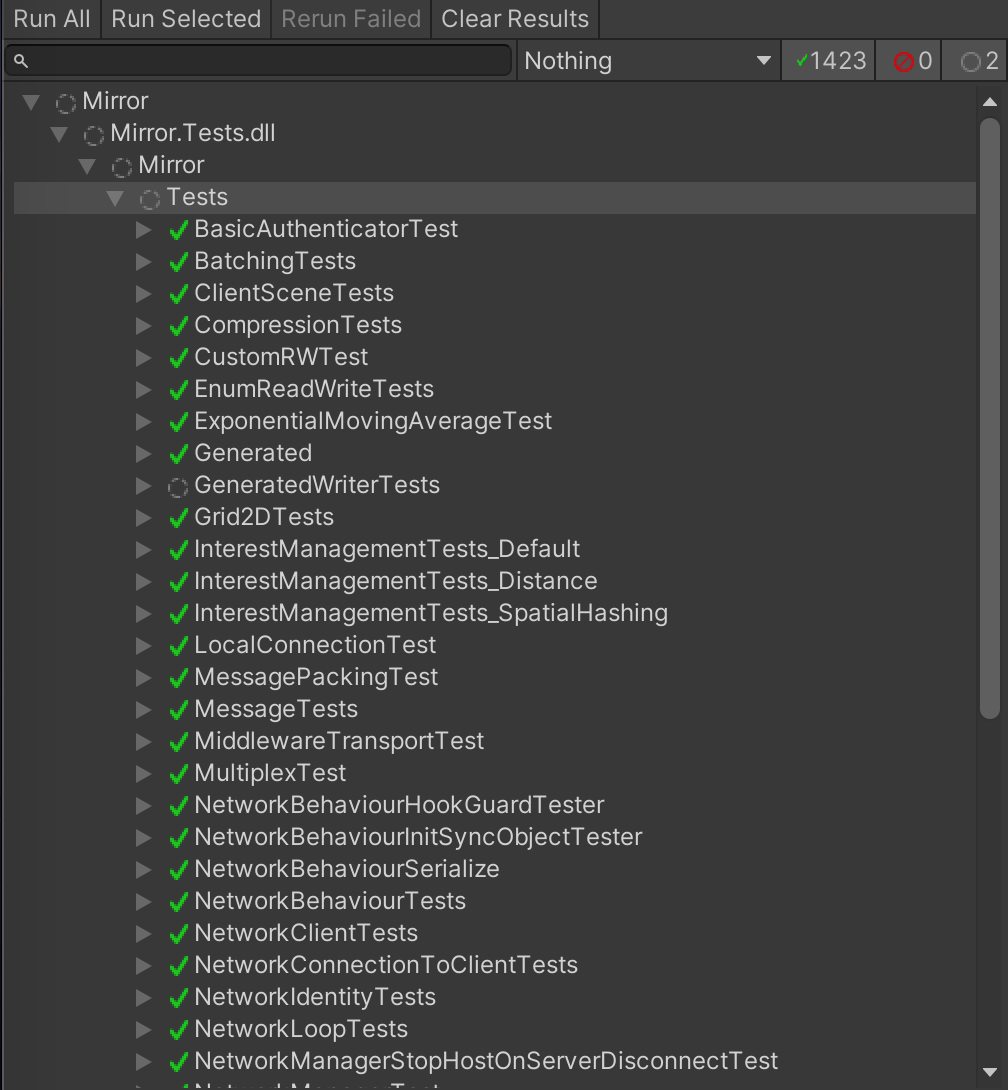 Run All Run Selected Rerun Failed Clear Results
Nothing 1423 0 2
Mirror
Mirror.Tests.dll
Mirror
Tests
BasicAuthenticatorTest
BatchingTests
ClientSceneTests
CompressionTests
CustomRWTest
EnumReadWriteTests
ExponentialMovingAverageTest
Generated
GeneratedWriterTests
Grid2DTests
InterestManagementTests_Default
InterestManagementTests_Distance
InterestManagementTests_SpatialHashing
LocalConnectionTest
MessagePackingTest
MessageTests
MiddlewareTransportTest
MultiplexTest
NetworkBehaviourHookGuardTester
NetworkBehaviourInitSyncObjectTester
NetworkBehaviourSerialize
NetworkBehaviourTests
NetworkClientTests
NetworkConnectionToClientTests
NetworkIdentityTests
NetworkLoopTests
NetworkManagerStopHostOnServerDisconnectTest